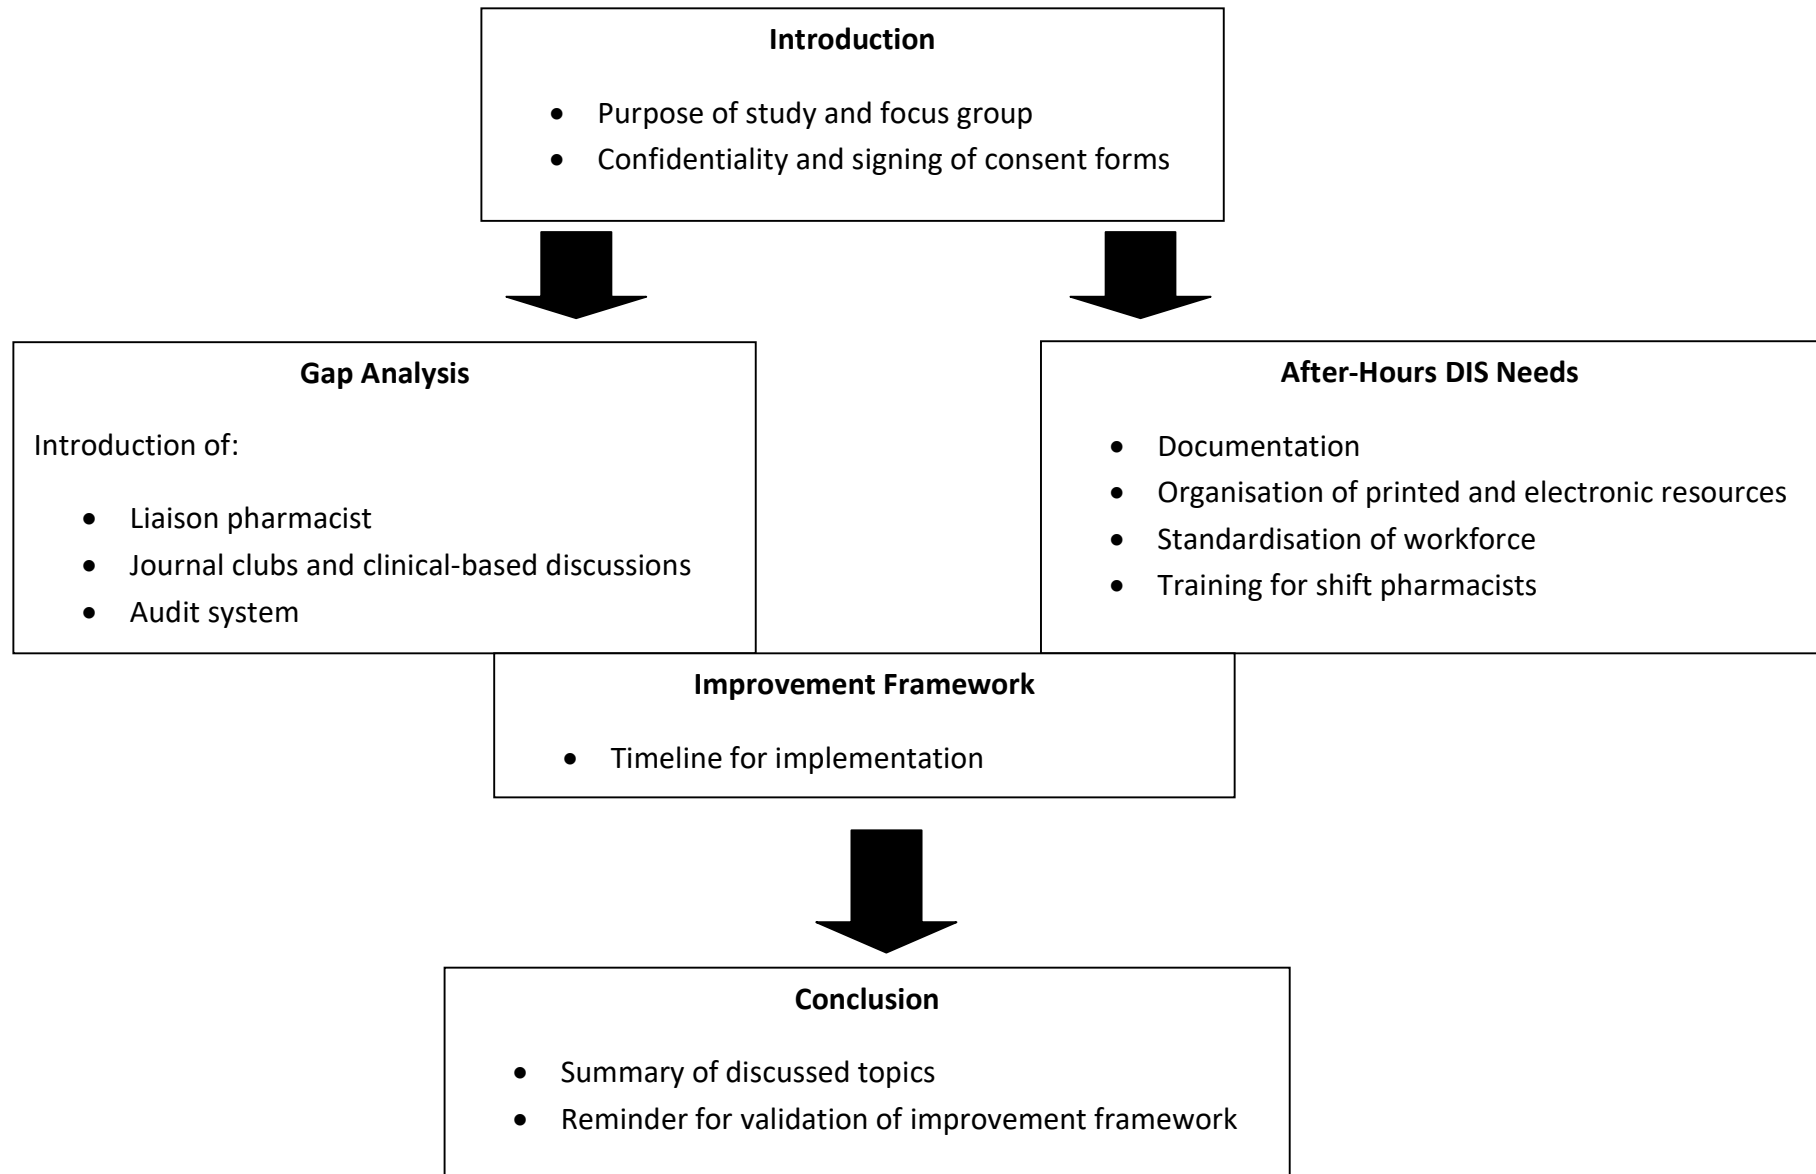 Introduction
• Purpose of study and focus group
• Confidentiality and signing of consent forms
Gap Analysis
Introduction of:
• Liaison pharmacist
• Journal clubs and clinical-based discussions
• Audit system
After-Hours DIS Needs
• Documentation
• Organisation of printed and electronic resources
• Standardisation of workforce
• Training for shift pharmacists
Improvement Framework
• Timeline for implementation
Conclusion
• Summary of discussed topics
• Reminder for validation of improvement framework